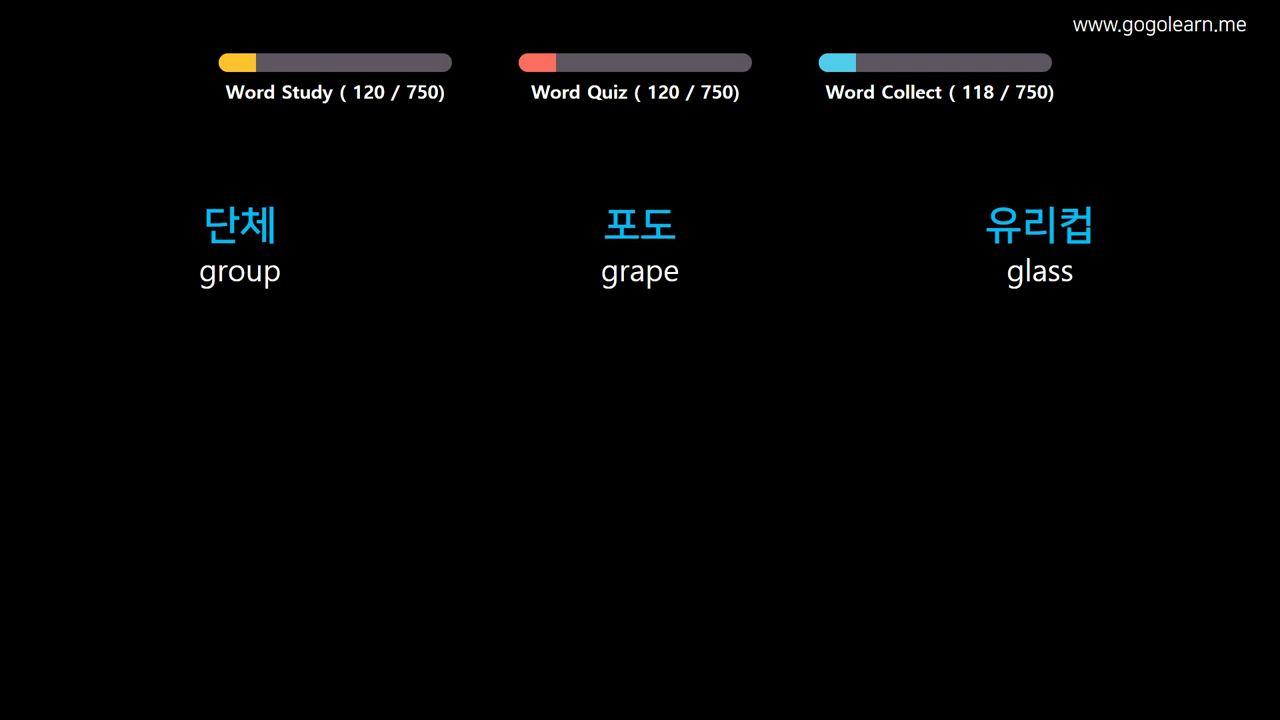 www.gogolearn.me
Word Study ( 120 / 750)
Word Quiz ( 120 / 750)
Word Collect ( 118 / 750)
단체
group
포도
grape
유리컵
glass